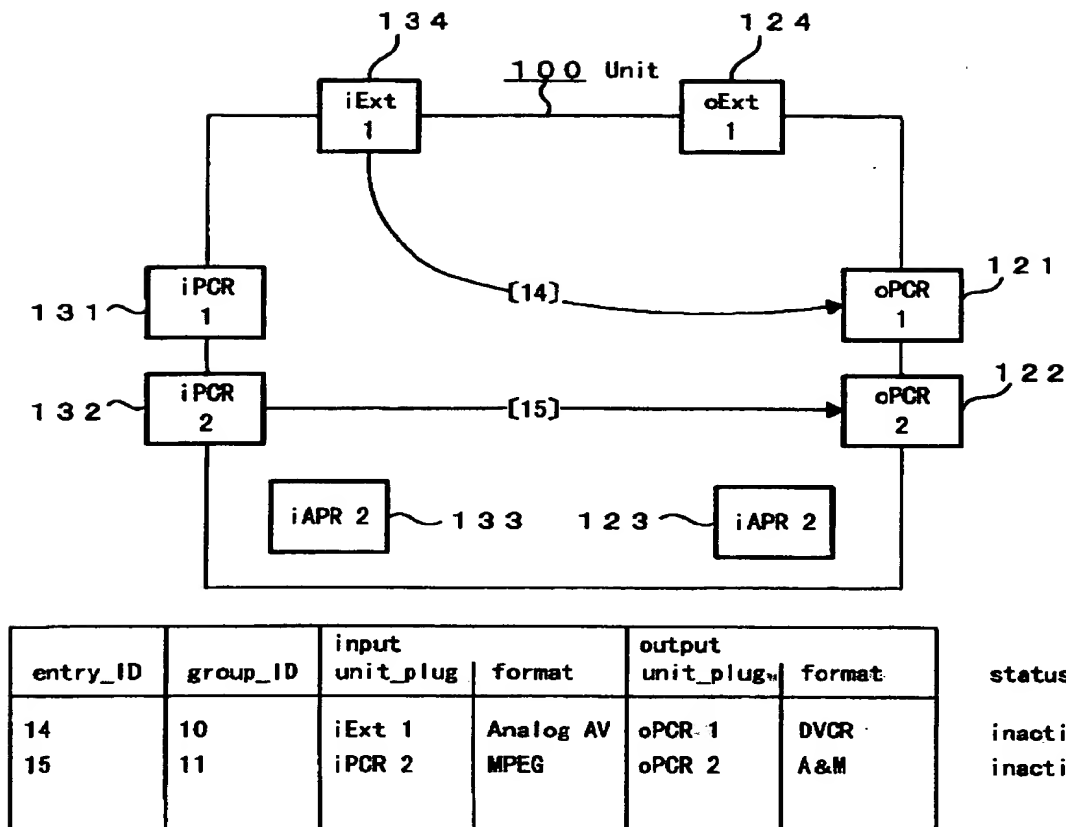 134
124
100 Unit
iExt
1
oExt
1
[14]
131
iPCR
1
oPCR
1
121
132
iPCR
2
[15]
oPCR
2
122
iAPR 2
133
123
iAPR 2
input
output
entry_ID group_ID unit_plug format unit_plug format status
14 10 iExt 1 Analog AV oPCR 1 DVCR inacti
15 11 iPCR 2 MPEG oPCR 2 A&M inacti